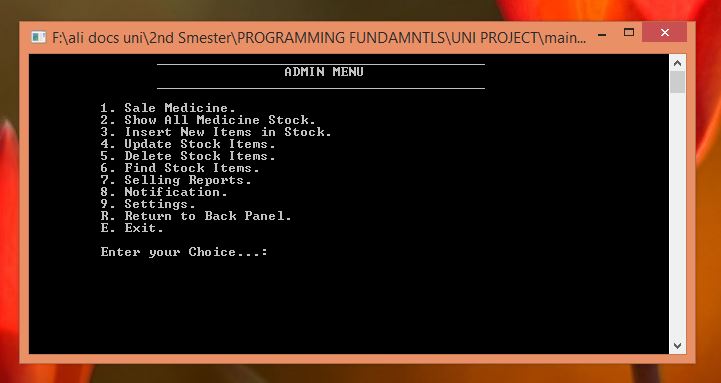 F:\ali docs uni\2nd Smester\PROGRAMMING FUNDAMNTLS\UNI PROJECT\main...
ADMIN MENU
1. Sale Medicine.
2. Show All Medicine Stock.
3. Insert New Items in Stock.
4. Update Stock Items.
5. Delete Stock Items.
6. Find Stock Items.
7. Selling Reports.
8. Notification.
9. Settings.
R. Return to Back Panel.
E. Exit.
Enter your Choice...: